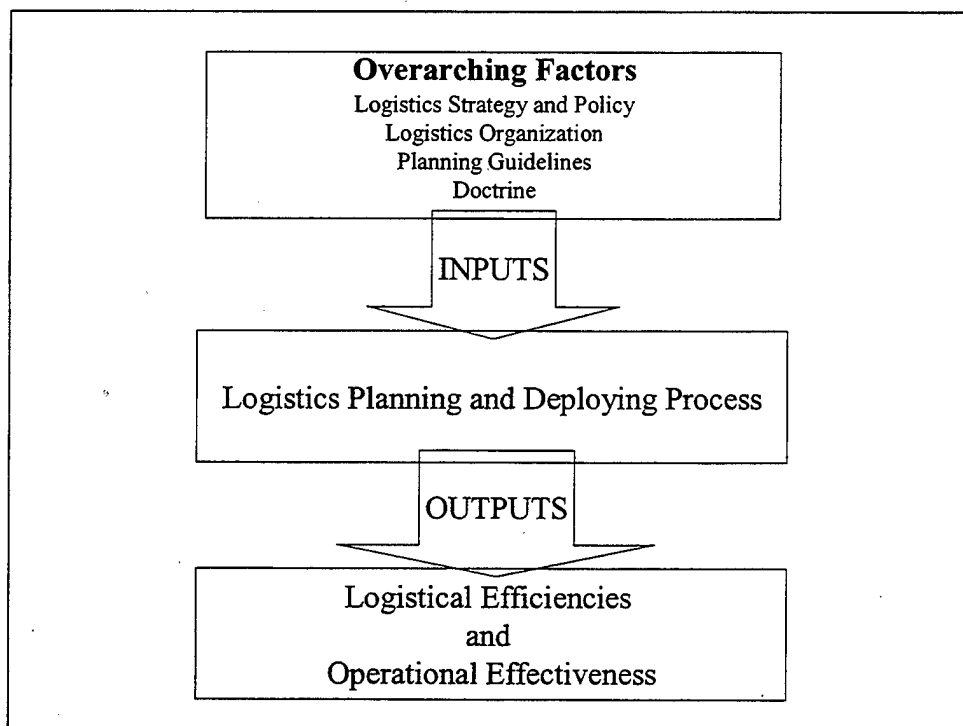 Overarching Factors
Logistics Strategy and Policy
Logistics Organization
Planning Guidelines
Doctrine
INPUTS
Logistics Planning and Deploying Process
OUTPUTS
Logistical Efficiencies
and
Operational Effectiveness